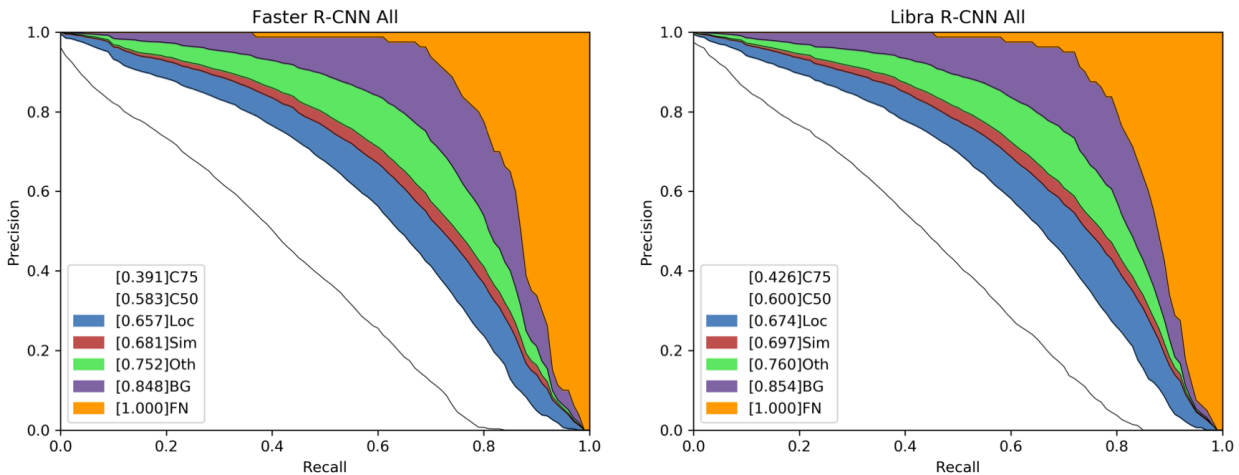 Faster R-CNN All
1.0
0.8
0.6
0.4
0.2
0.0
Precision
[0.391]C75
[0.583]C50
[0.657]Loc
[0.681]Sim
[0.752]Oth
[0.848]BG
[1.000]FN
0.0 0.2 0.4 0.6 0.8 1.0
Recall
Libra R-CNN All
1.0
0.8
0.6
0.4
0.2
0.0
Precision
[0.426]C75
[0.600]C50
[0.674]Loc
[0.697]Sim
[0.760]Oth
[0.854]BG
[1.000]FN
0.0 0.2 0.4 0.6 0.8 1.0
Recall